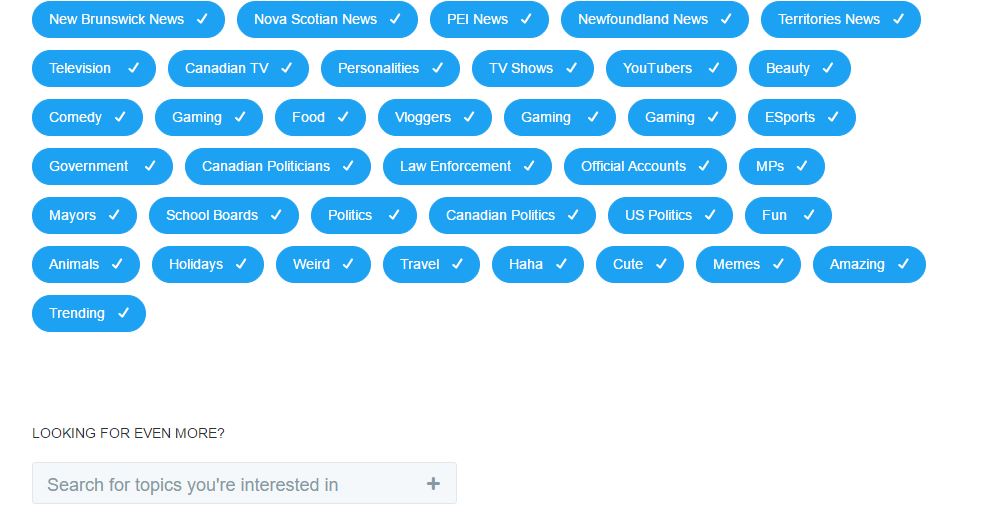 New Brunswick News Nova Scotian News PEI News Newfoundland News Territories News
Television Canadian TV Personalities TV Shows YouTubers Beauty
Comedy Gaming Food Vloggers Gaming Gaming ESports
Government Canadian Politicians Law Enforcement Official Accounts MPs
Mayors School Boards Politics Canadian Politics US Politics Fun
Animals Holidays Weird Travel Haha Cute Memes Amazing
Trending
LOOKING FOR EVEN MORE?
Search for topics you're interested in